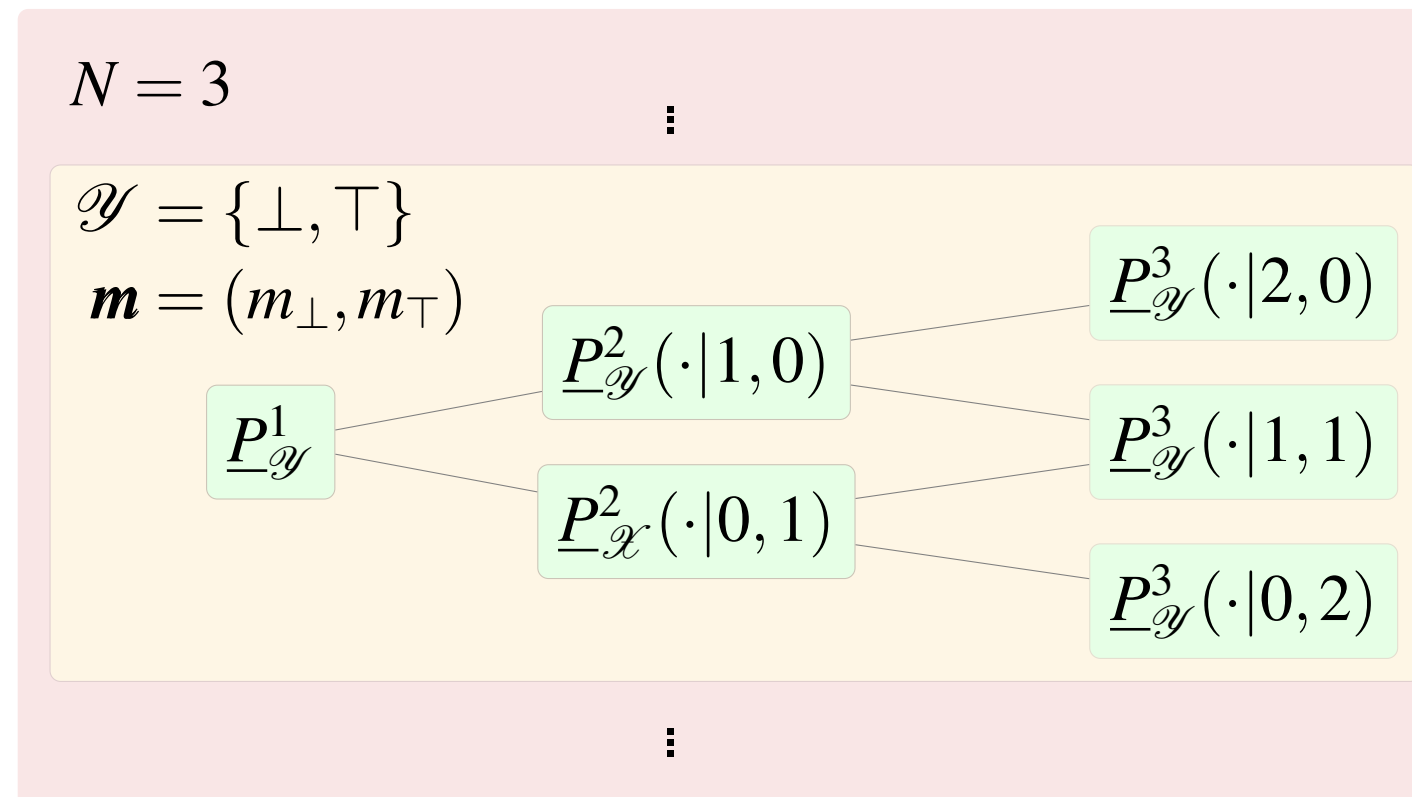 N = 3
⋮
𝒴 = {⊥, ⊤}
𝒎 = (m_⊥, m_⊤)
P̲^1_𝒴
P̲^2_𝒴(·|1, 0)
P̲^2_𝒳(·|0, 1)
P̲^3_𝒴(·|2, 0)
P̲^3_𝒴(·|1, 1)
P̲^3_𝒴(·|0, 2)
⋮